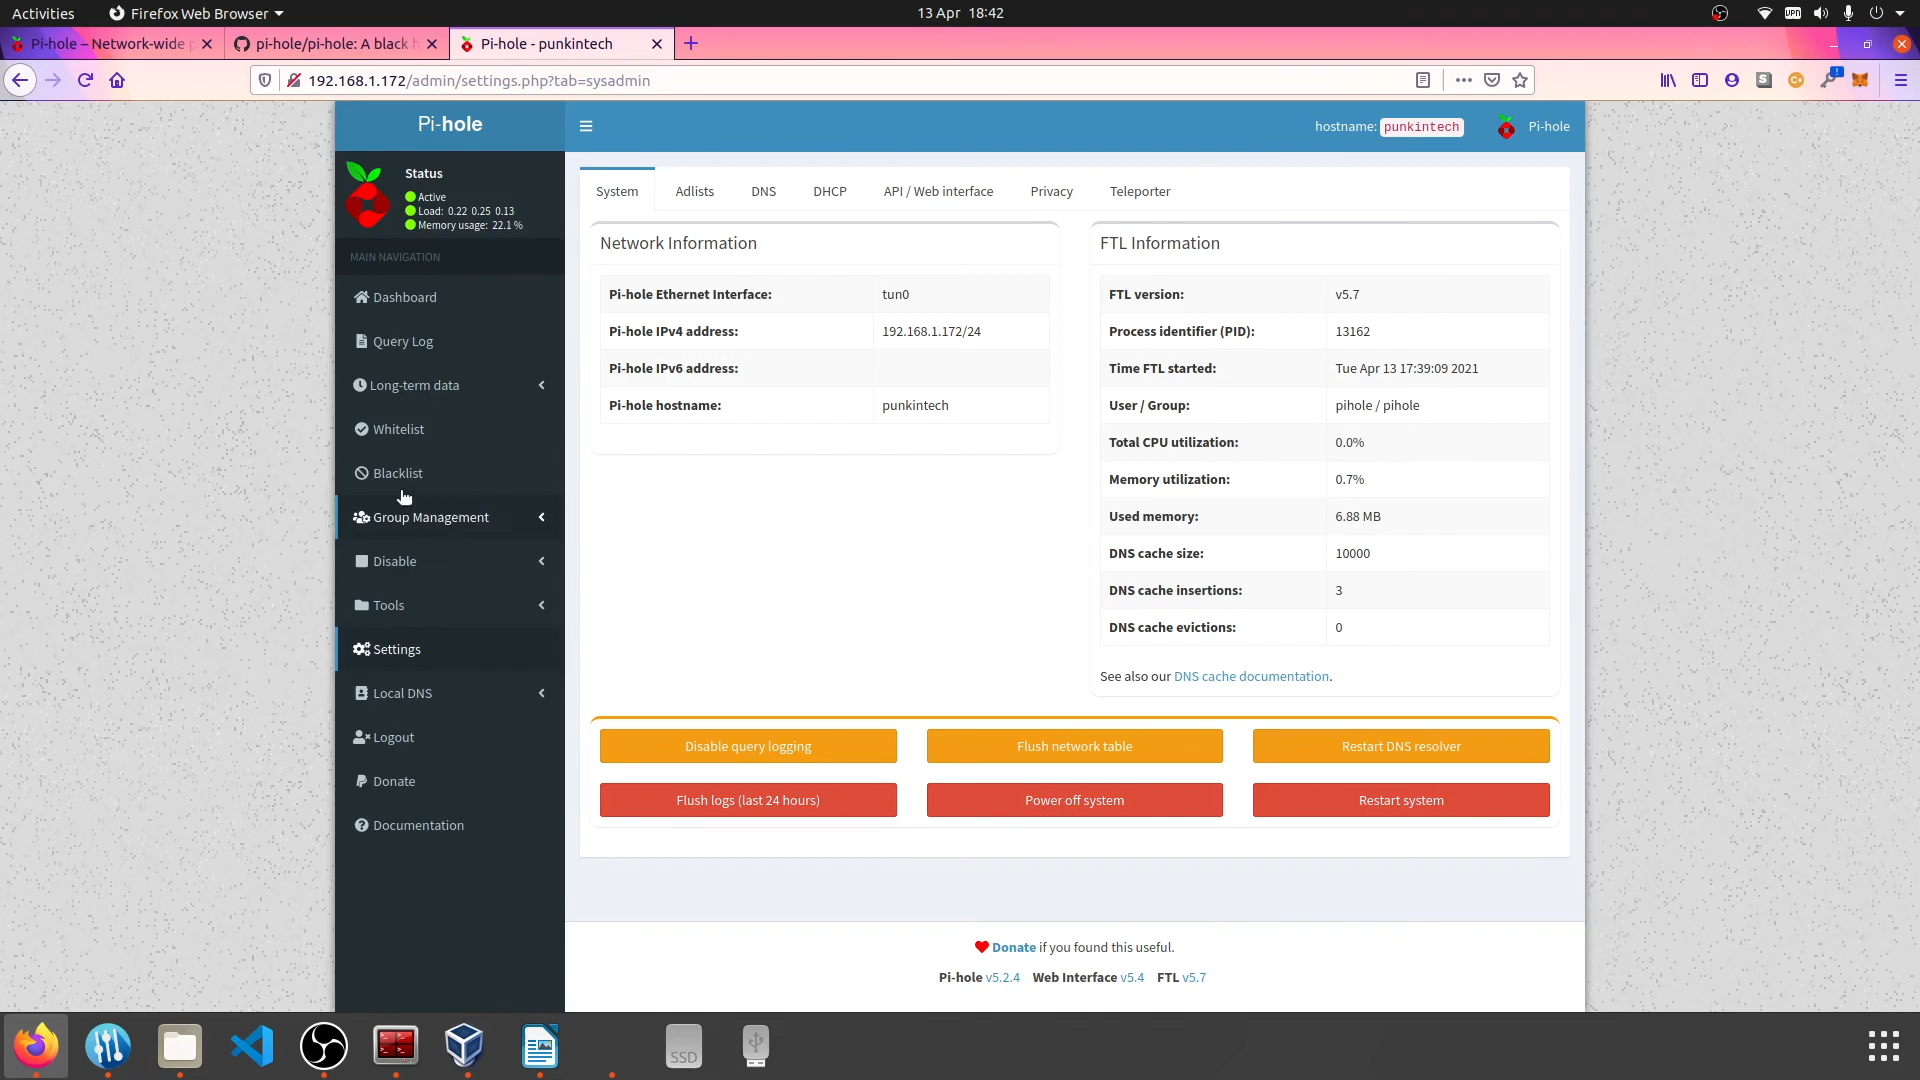 Activities
Firefox Web Browser
13 Apr 18:42
VPN
Pi-hole – Network-wide
pi-hole/pi-hole: A black
Pi-hole - punkintech
192.168.1.172/admin/settings.php?tab=sysadmin
Pi-hole
hostname: punkintech
Pi-hole
Status
Active
Load: 0.22 0.25 0.13
Memory usage: 22.1 %
MAIN NAVIGATION
Dashboard
Query Log
Long-term data
Whitelist
Blacklist
Group Management
Disable
Tools
Settings
Local DNS
Logout
Donate
Documentation
System
Adlists
DNS
DHCP
API / Web interface
Privacy
Teleporter
Network Information
Pi-hole Ethernet Interface: tun0
Pi-hole IPv4 address: 192.168.1.172/24
Pi-hole IPv6 address:
Pi-hole hostname: punkintech
FTL Information
FTL version: v5.7
Process identifier (PID): 13162
Time FTL started: Tue Apr 13 17:39:09 2021
User / Group: pihole / pihole
Total CPU utilization: 0.0%
Memory utilization: 0.7%
Used memory: 6.88 MB
DNS cache size: 10000
DNS cache insertions: 3
DNS cache evictions: 0
See also our DNS cache documentation.
Disable query logging
Flush network table
Restart DNS resolver
Flush logs (last 24 hours)
Power off system
Restart system
Donate if you found this useful.
Pi-hole v5.2.4 Web Interface v5.4 FTL v5.7
SSD